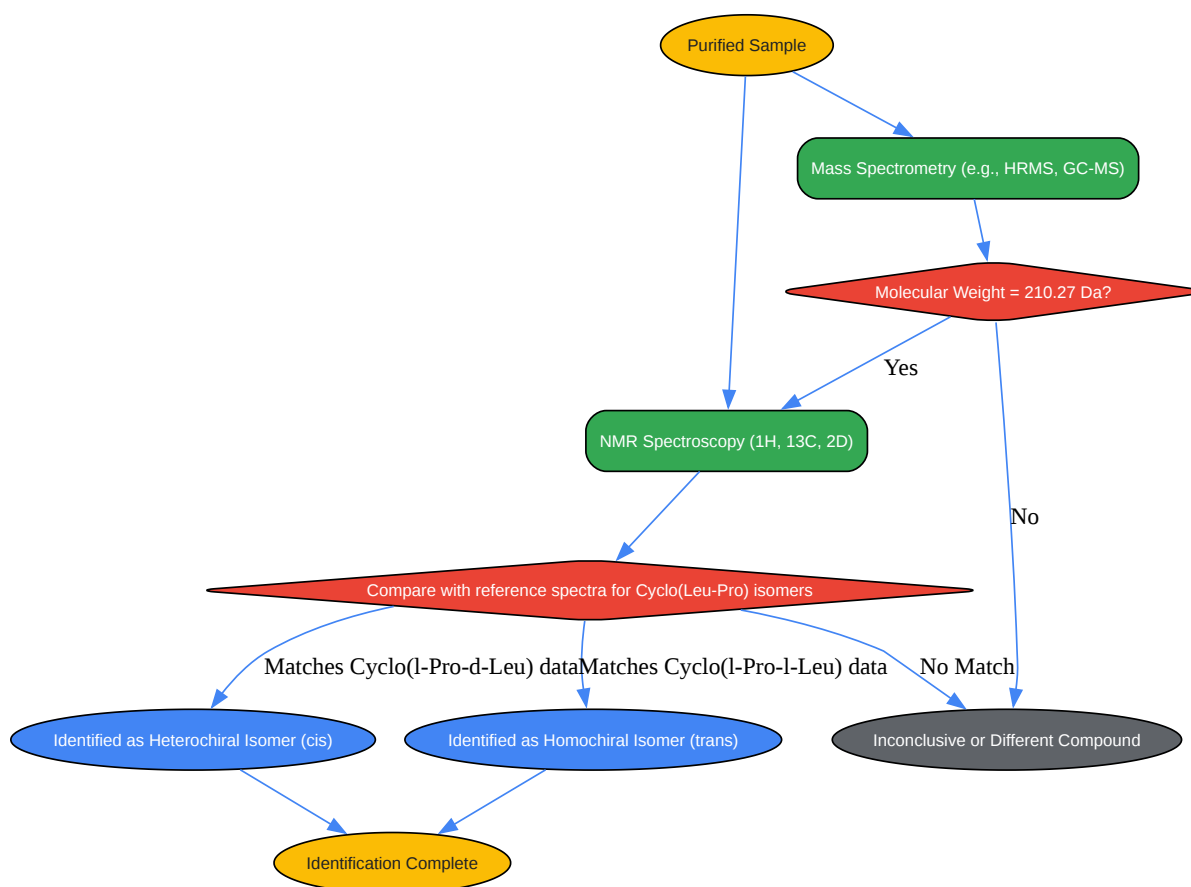 Purified Sample
Mass Spectrometry (e.g., HRMS, GC-MS)
Molecular Weight = 210.27 Da?
Yes
NMR Spectroscopy (1H, 13C, 2D)
No
Compare with reference spectra for Cyclo(Leu-Pro) isomers
Matches Cyclo(l-Pro-d-Leu) data
Matches Cyclo(l-Pro-l-Leu) data
No Match
Identified as Heterochiral Isomer (cis)
Identified as Homochiral Isomer (trans)
Inconclusive or Different Compound
Identification Complete